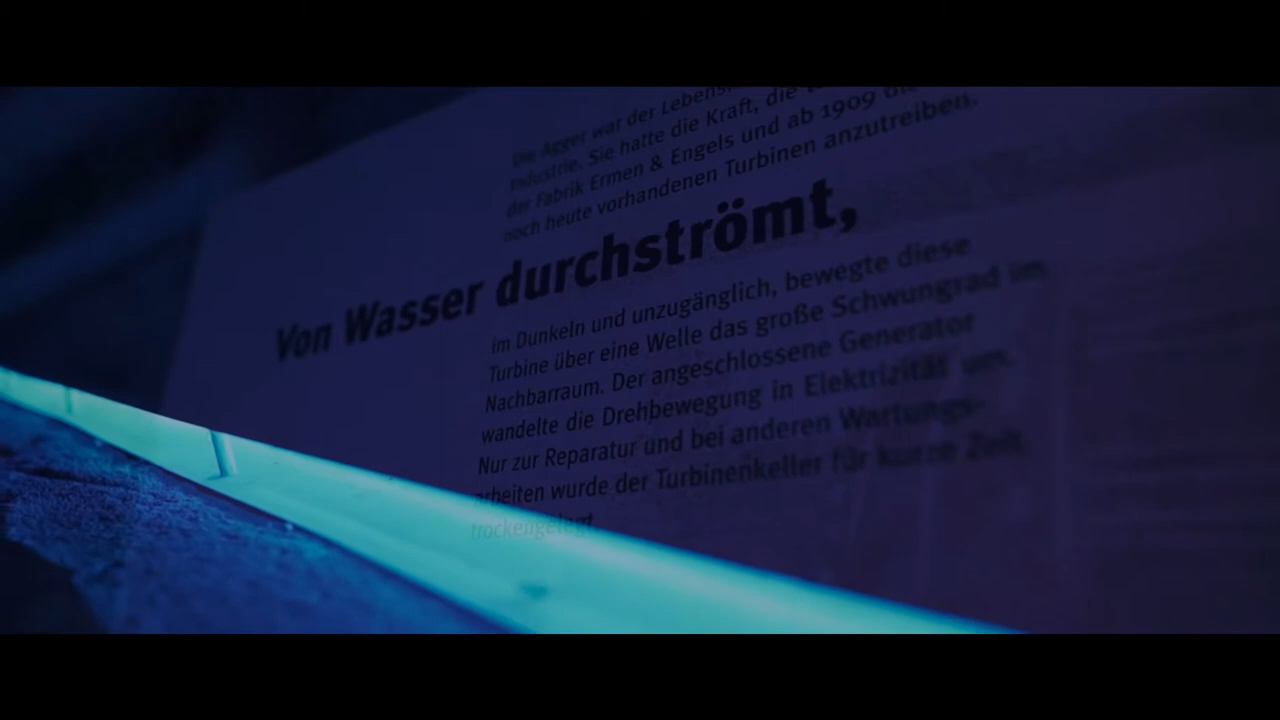 Die Agger war der Lebens
Industrie. Sie hatte die Kraft, die
der Fabrik Ermen & Engels und ab 1909 die
noch heute vorhandenen Turbinen anzutreiben.
Von Wasser durchströmt,
im Dunkeln und unzugänglich, bewegte diese
Turbine über eine Welle das große Schwungrad im
Nachbarraum. Der angeschlossene Generator
wandelte die Drehbewegung in Elektrizität um.
Nur zur Reparatur und bei anderen Wartungs-
arbeiten wurde der Turbinenkeller für kurze Zeit
trockengelegt